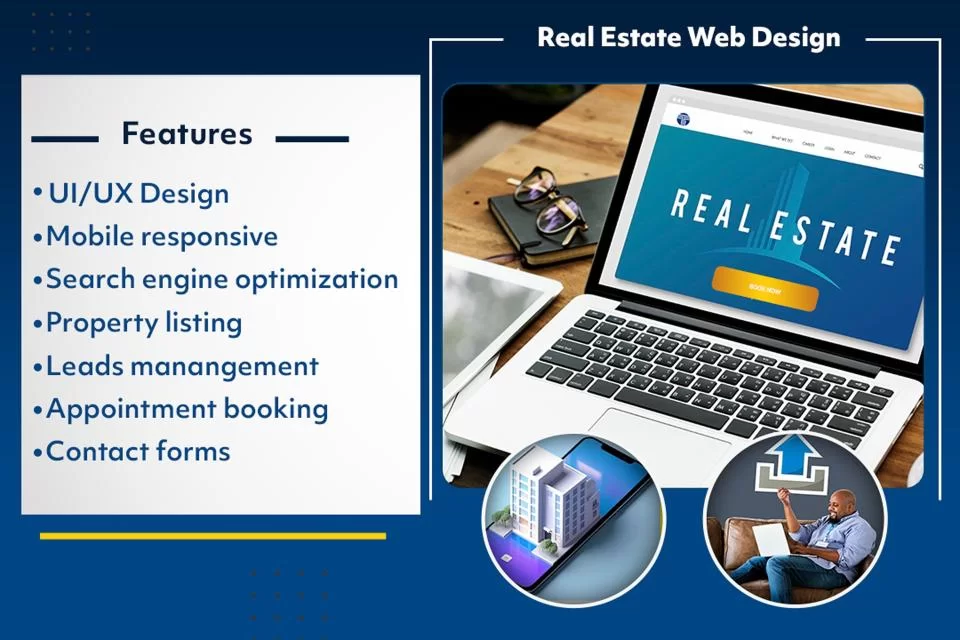 Real Estate Web Design
Features
• UI/UX Design
•Mobile responsive
•Search engine optimization
•Property listing
•Leads manangement
•Appointment booking
•Contact forms
HOME
WHAT WE DO
CAREER
LOGIN
ABOUT
CONTACT
REAL ESTATE
BOOK NOW